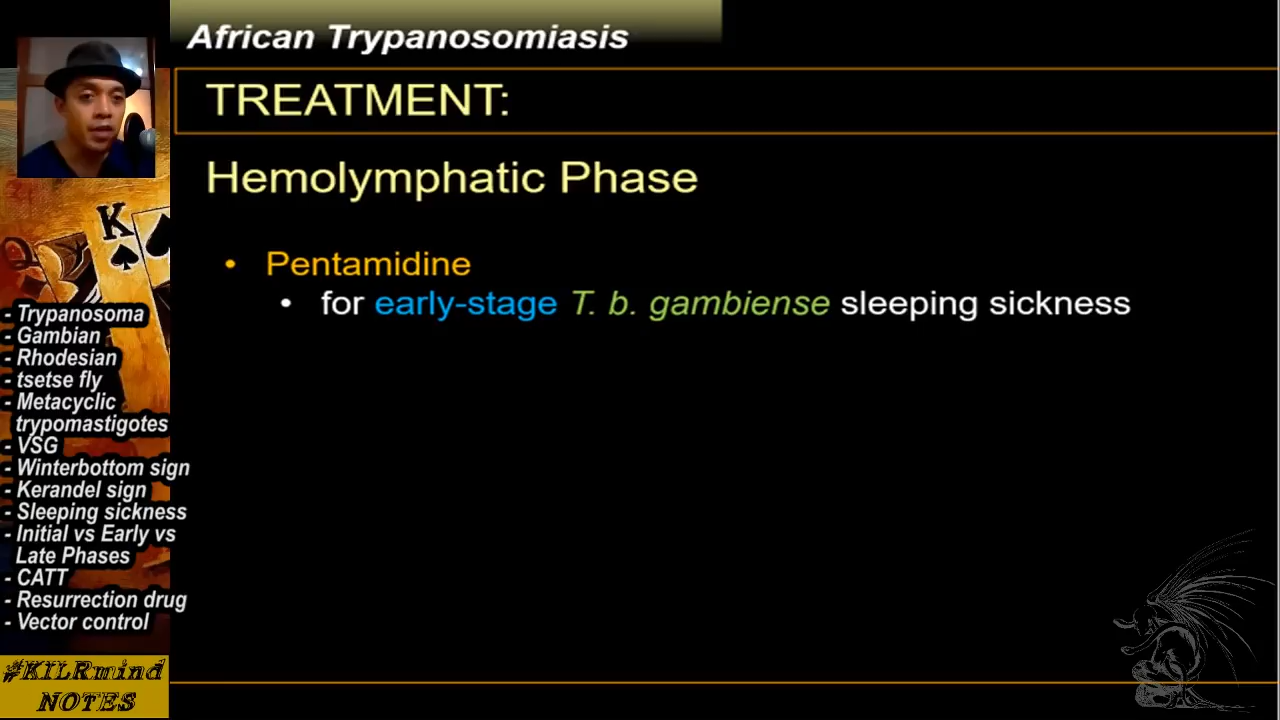 African Trypanosomiasis
TREATMENT:
Hemolymphatic Phase
• Pentamidine
• for early-stage T. b. gambiense sleeping sickness
K
- Trypanosoma
- Gambian
- Rhodesian
- tsetse fly
- Metacyclic
trypomastigotes
- VSG
- Winterbottom sign
- Kerandel sign
- Sleeping sickness
- Initial vs Early vs
Late Phases
- CATT
- Resurrection drug
- Vector control
#KILRmind
NOTES